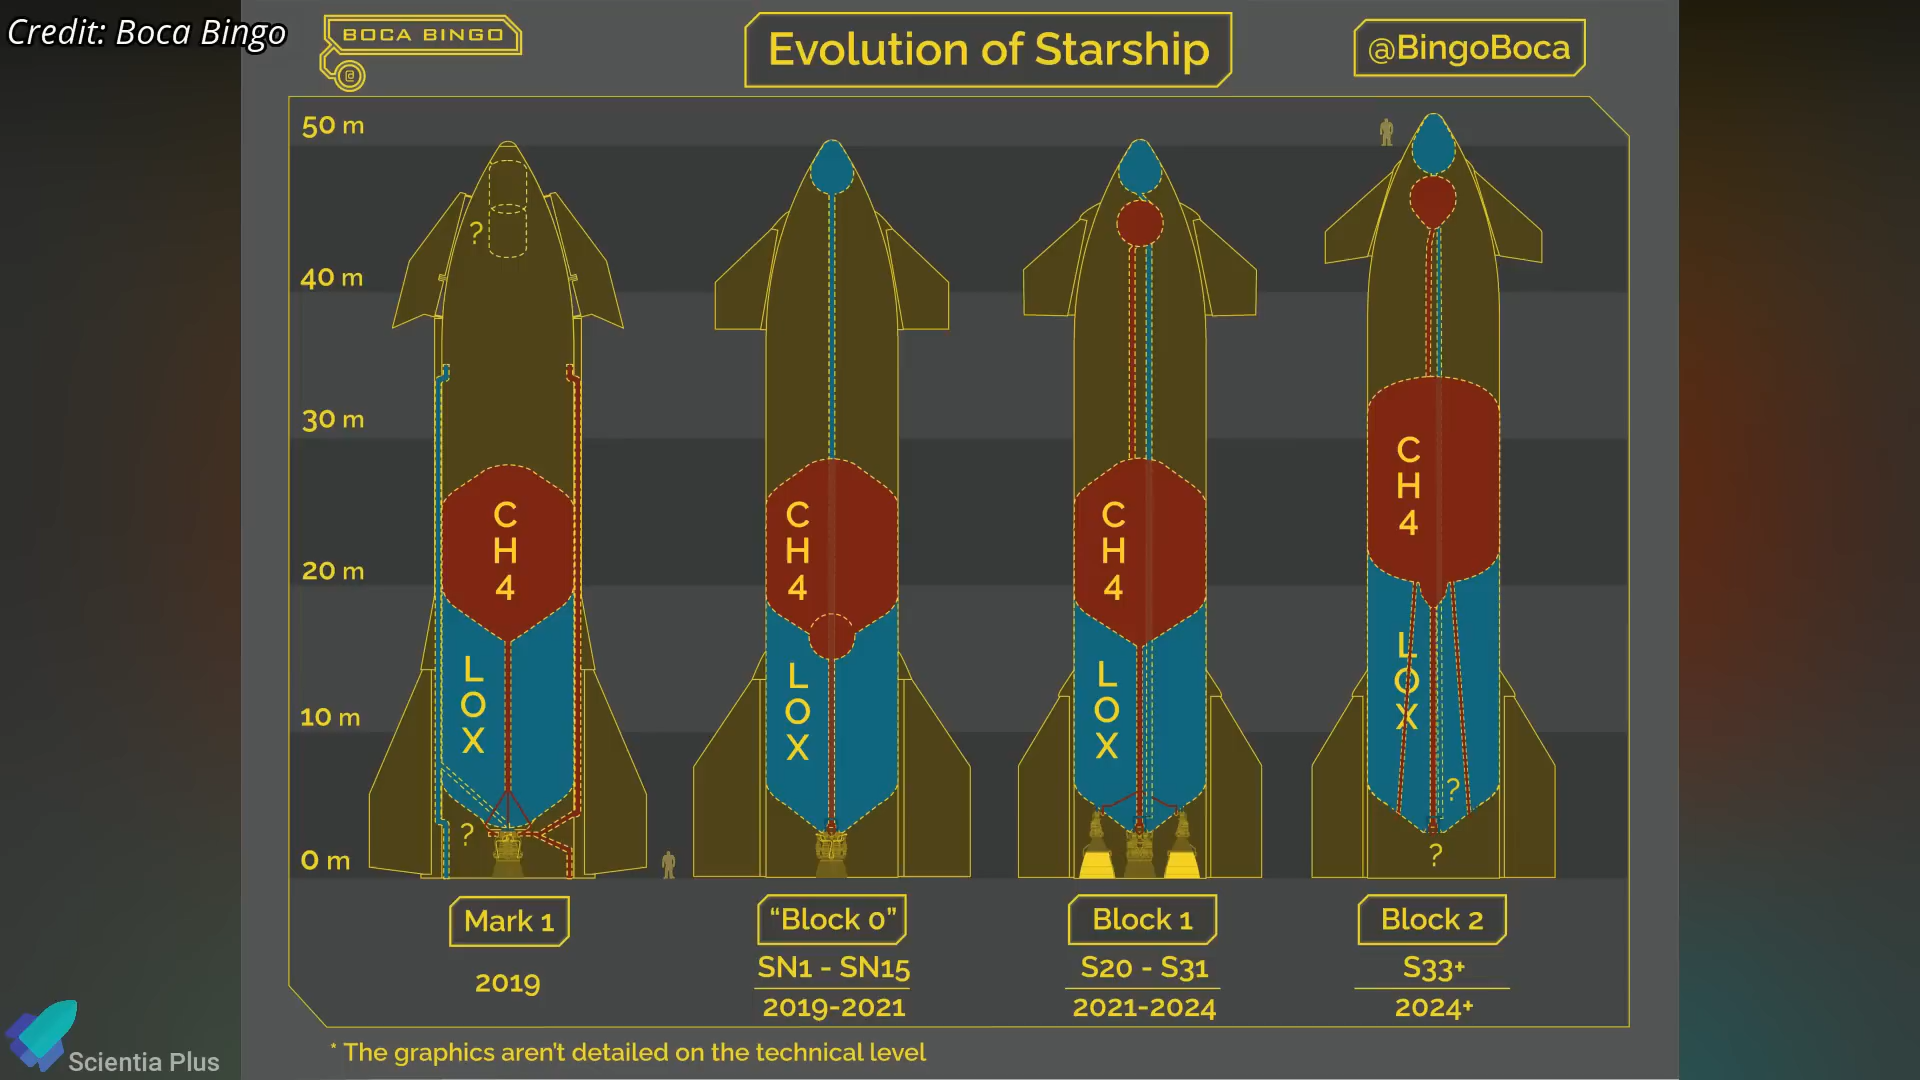 Credit: Boca Bingo
BOCA BINGO
@
Evolution of Starship
@BingoBoca
50 m
40 m
30 m
20 m
10 m
0 m
?
C
H
4
L
O
X
?
C
H
4
L
O
X
C
H
4
L
O
X
C
H
4
L
O
X
?
?
Mark 1
2019
“Block 0”
SN1 - SN15
2019-2021
Block 1
S20 - S31
2021-2024
Block 2
S33+
2024+
* The graphics aren't detailed on the technical level
Scientia Plus